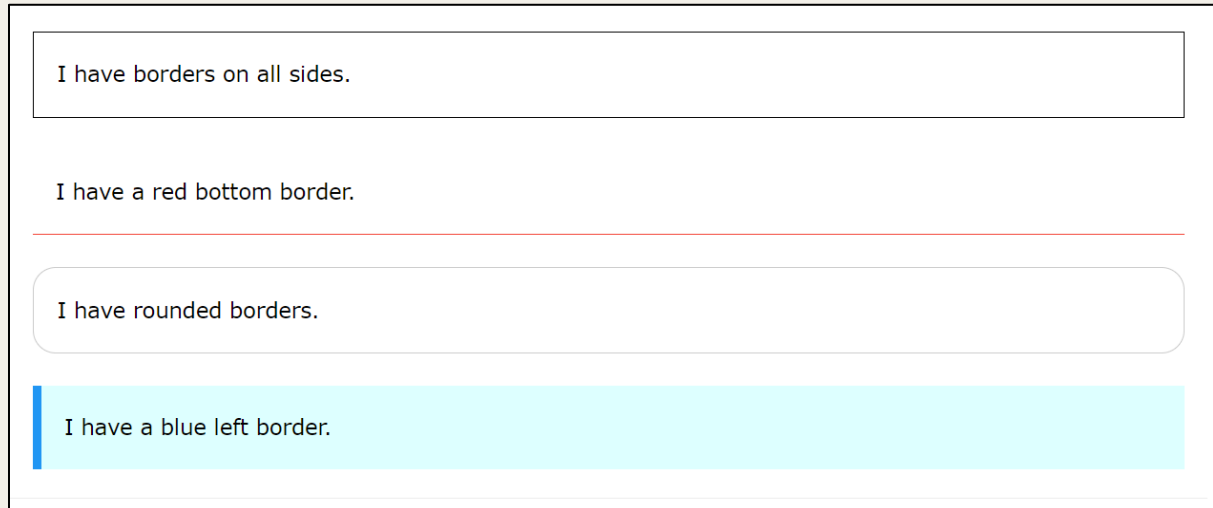 I have borders on all sides.
I have a red bottom border.
I have rounded borders.
I have a blue left border.